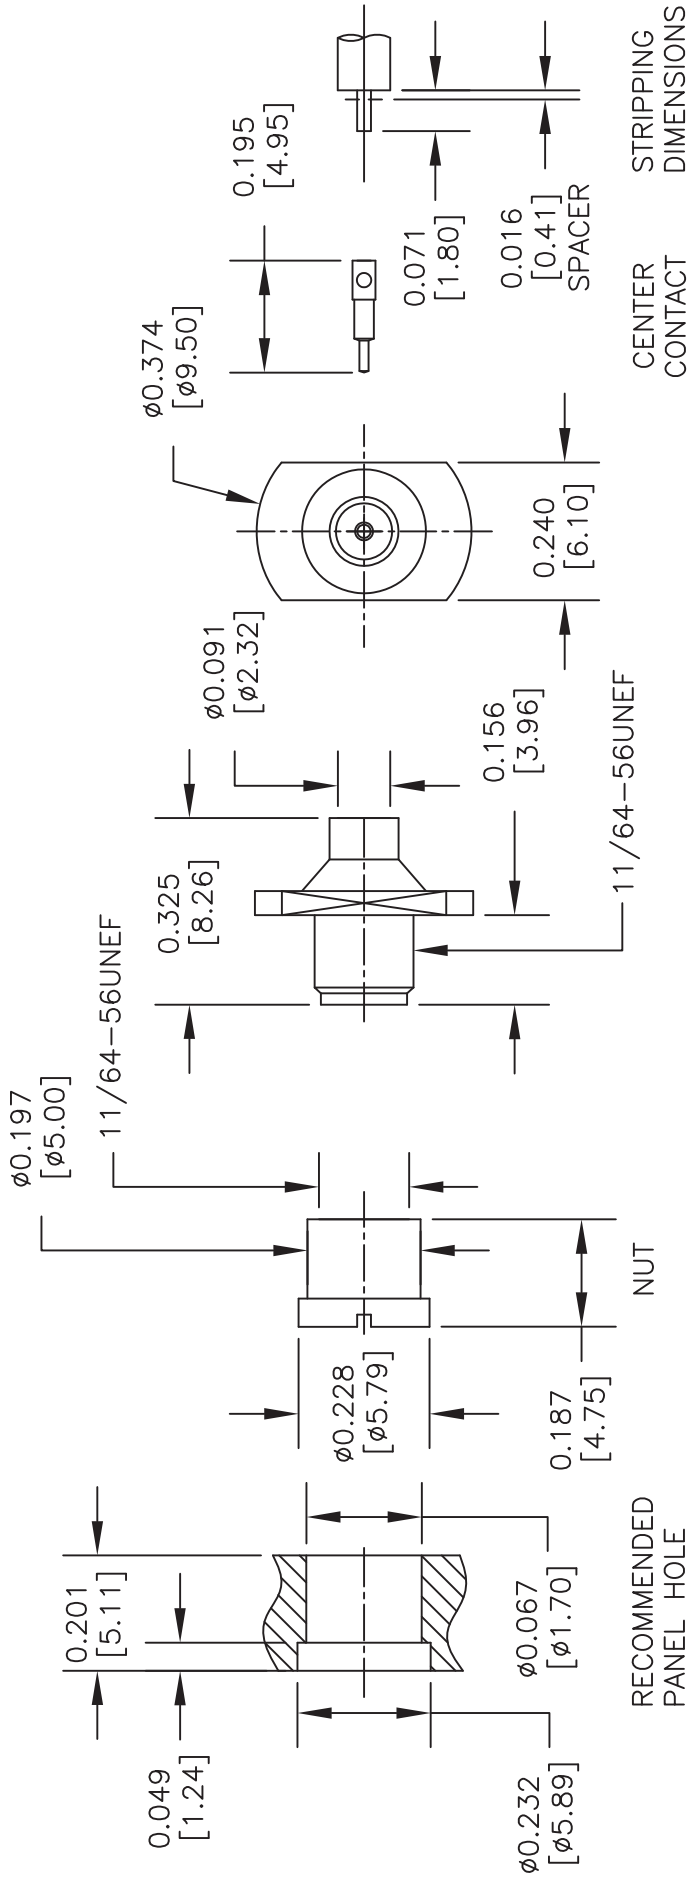 0.201
[5.11]
0.049
[1.24]
ø0.067
[ø1.70]
ø0.232
[ø5.89]
RECOMMENDED
PANEL HOLE
ø0.197
[ø5.00]
11/64-56UNEF
ø0.228
[ø5.79]
0.187
[4.75]
NUT
0.325
[8.26]
ø0.091
[ø2.32]
0.156
[3.96]
11/64-56UNEF
ø0.374
[ø9.50]
0.240
[6.10]
0.195
[4.95]
CENTER
CONTACT
0.071
[1.80]
0.016
[0.41]
SPACER
STRIPPING
DIMENSIONS